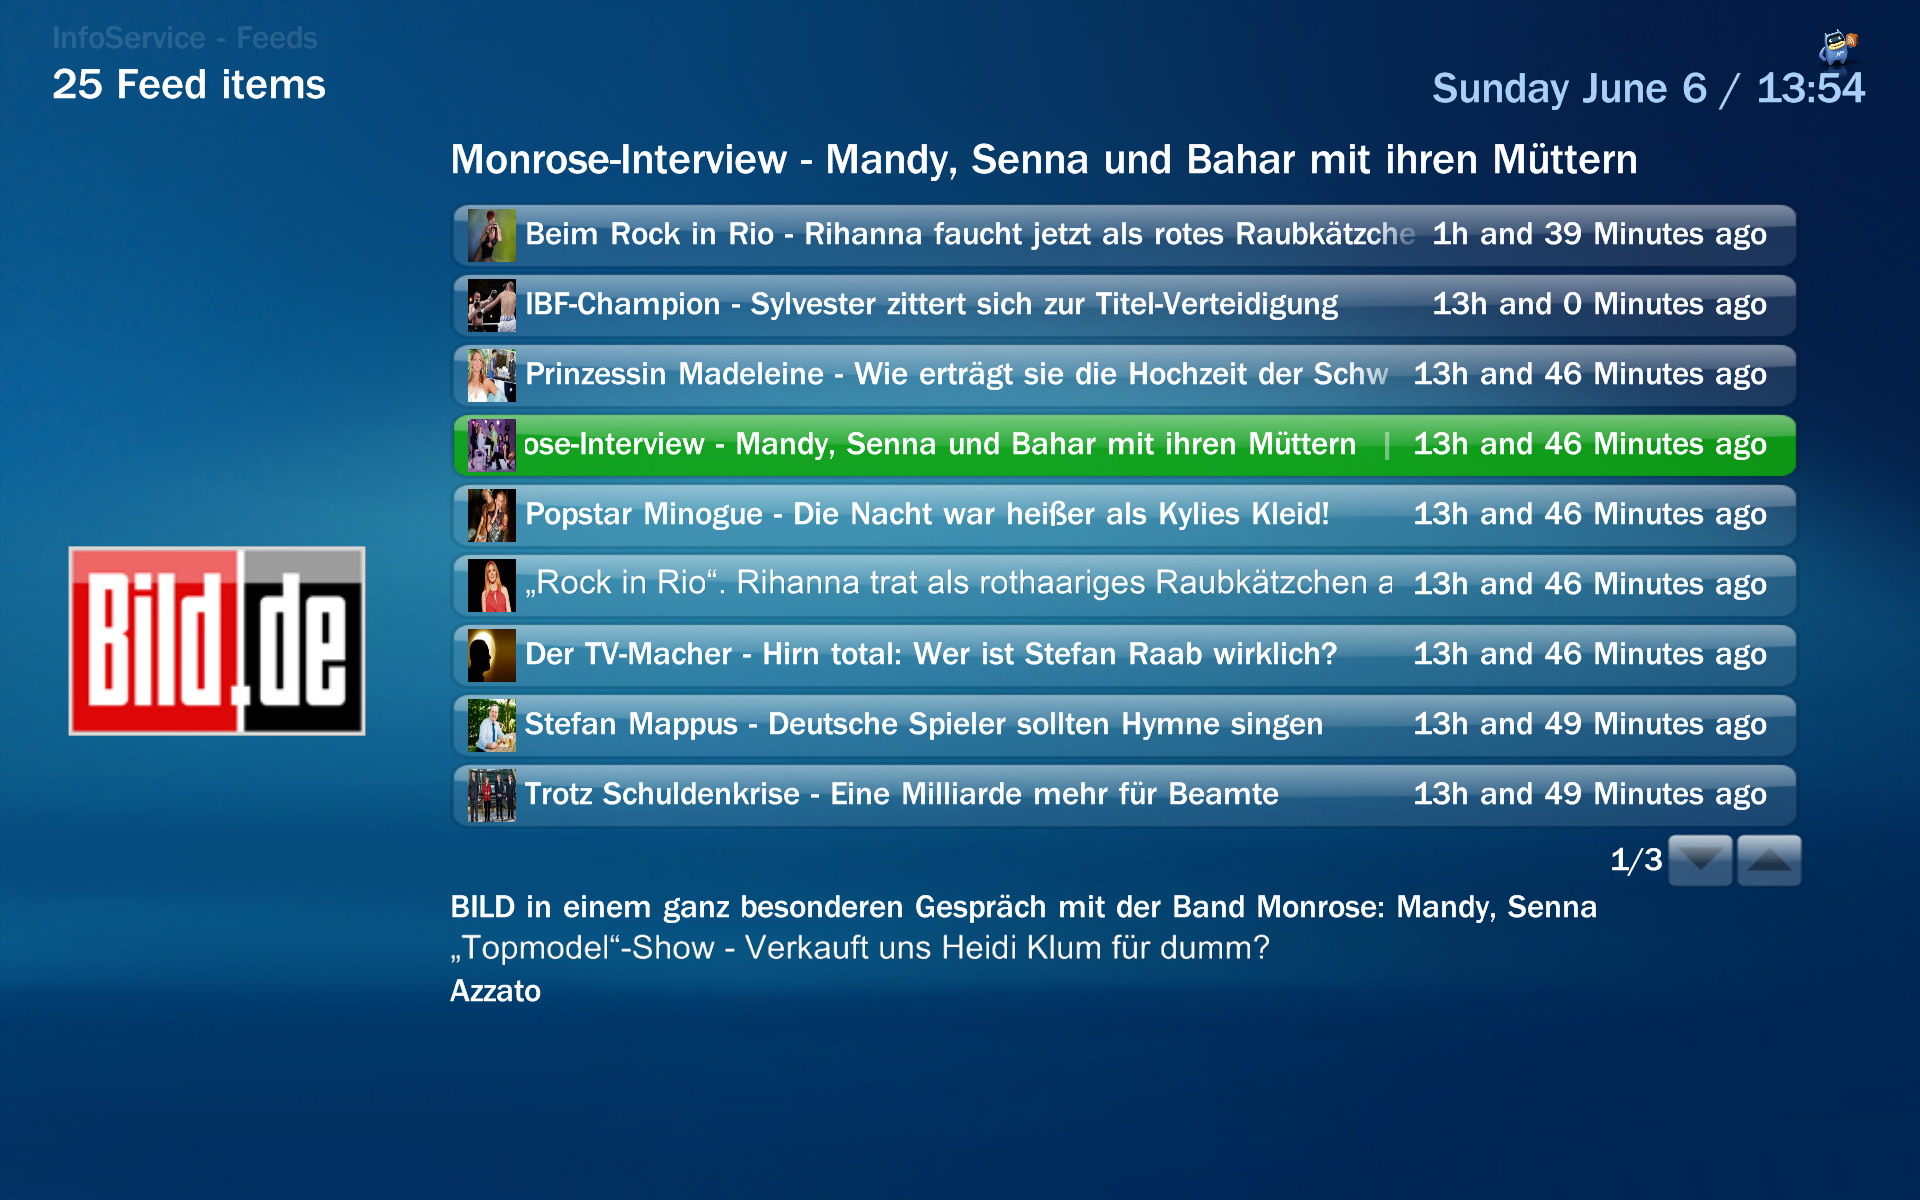 InfoService - Feeds
25 Feed items
Sunday June 6 / 13:54
Monrose-Interview - Mandy, Senna und Bahar mit ihren Müttern
Beim Rock in Rio - Rihanna faucht jetzt als rotes Raubkätzche 1h and 39 Minutes ago
IBF-Champion - Sylvester zittert sich zur Titel-Verteidigung 13h and 0 Minutes ago
Prinzessin Madeleine - Wie erträgt sie die Hochzeit der Schw 13h and 46 Minutes ago
ose-Interview - Mandy, Senna und Bahar mit ihren Müttern | 13h and 46 Minutes ago
Popstar Minogue - Die Nacht war heißer als Kylies Kleid! 13h and 46 Minutes ago
„Rock in Rio“. Rihanna trat als rothaariges Raubkätzchen a 13h and 46 Minutes ago
Der TV-Macher - Hirn total: Wer ist Stefan Raab wirklich? 13h and 46 Minutes ago
Stefan Mappus - Deutsche Spieler sollten Hymne singen 13h and 49 Minutes ago
Trotz Schuldenkrise - Eine Milliarde mehr für Beamte 13h and 49 Minutes ago
Bild.de
1/3
BILD in einem ganz besonderen Gespräch mit der Band Monrose: Mandy, Senna
„Topmodel“-Show - Verkauft uns Heidi Klum für dumm?
Azzato